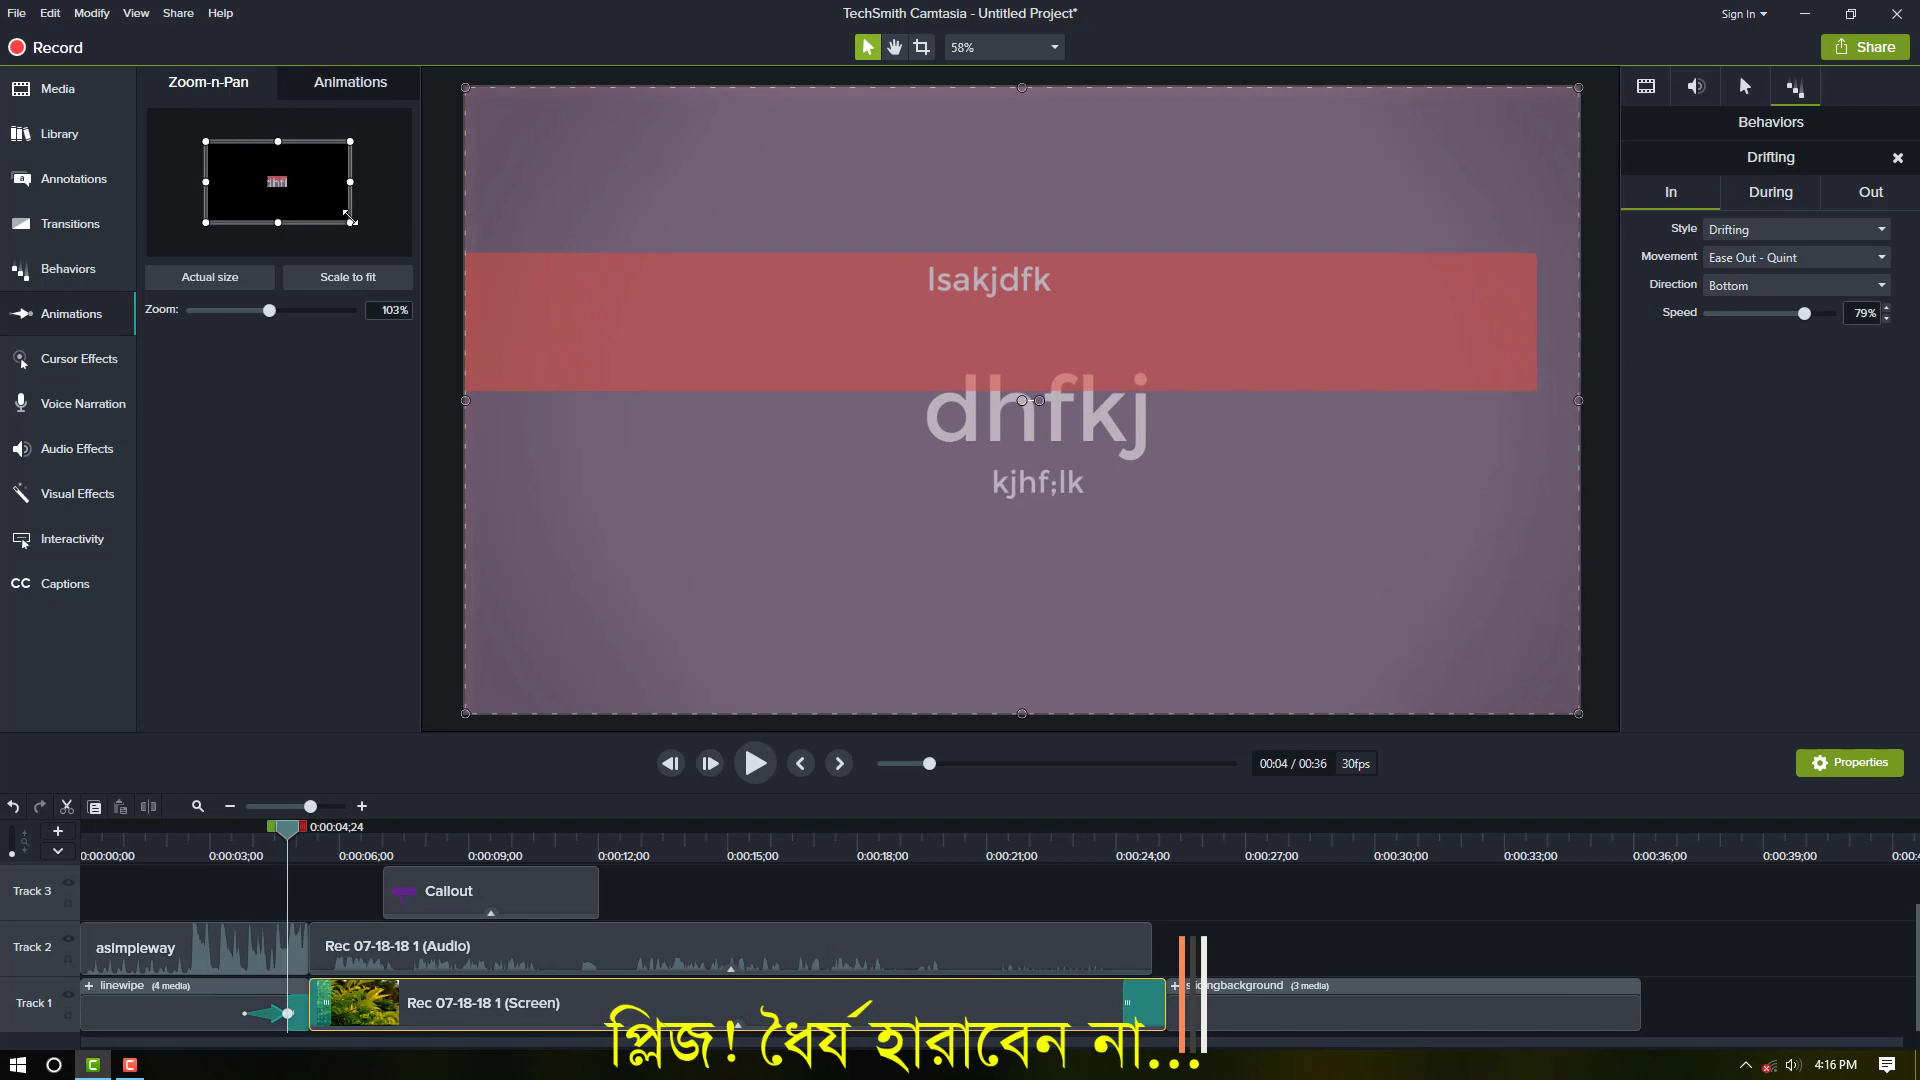 File Edit Modify View Share Help
TechSmith Camtasia - Untitled Project*
Sign In
Record
58%
Share
Media
Library
Annotations
Transitions
Behaviors
Animations
Cursor Effects
Voice Narration
Audio Effects
Visual Effects
Interactivity
CC Captions
Zoom-n-Pan Animations
Actual size Scale to fit
Zoom: 103%
lsakjdfk
dhfkj
kjhf;lk
Behaviors
Drifting
In During Out
Style Drifting
Movement Ease Out - Quint
Direction Bottom
Speed 79%
00:04 / 00:36 30fps
Properties
0:00:04;24
0:00:00;00 0:00:03;00 0:00:06;00 0:00:09;00 0:00:12;00 0:00:15;00 0:00:18;00 0:00:21;00 0:00:24;00 0:00:27;00 0:00:30;00 0:00:33;00 0:00:36;00 0:00:39;00
Track 3 Callout
Track 2 asimpleway Rec 07-18-18 1 (Audio)
Track 1 linewipe (4 media) Rec 07-18-18 1 (Screen) (3 media)
প্লিজ! ধৈর্য হারাবেন না...
4:16 PM